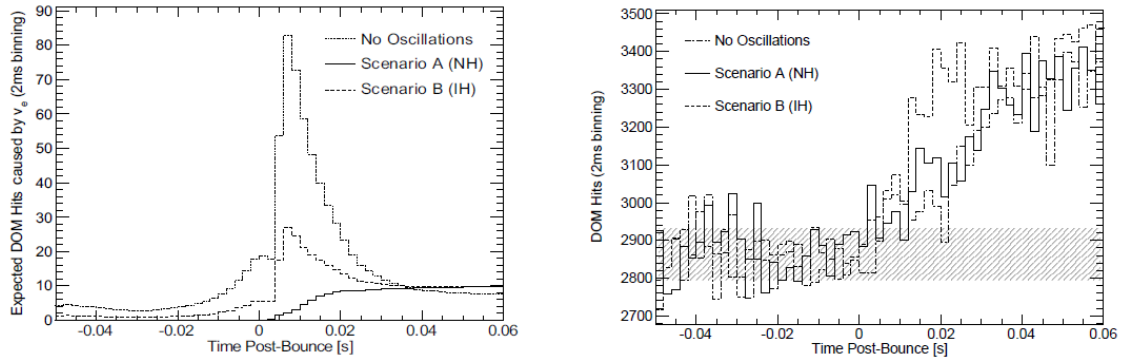 90
80
70
60
50
40
30
20
10
0
Expected DOM Hits caused by ν_e (2ms binning)
No Oscillations
Scenario A (NH)
Scenario B (IH)
-0.04 -0.02 0 0.02 0.04 0.06
Time Post-Bounce [s]
3500
3400
3300
3200
3100
3000
2900
2800
2700
DOM Hits (2ms binning)
No Oscillations
Scenario A (NH)
Scenario B (IH)
-0.04 -0.02 0 0.02 0.04 0.06
Time Post-Bounce [s]